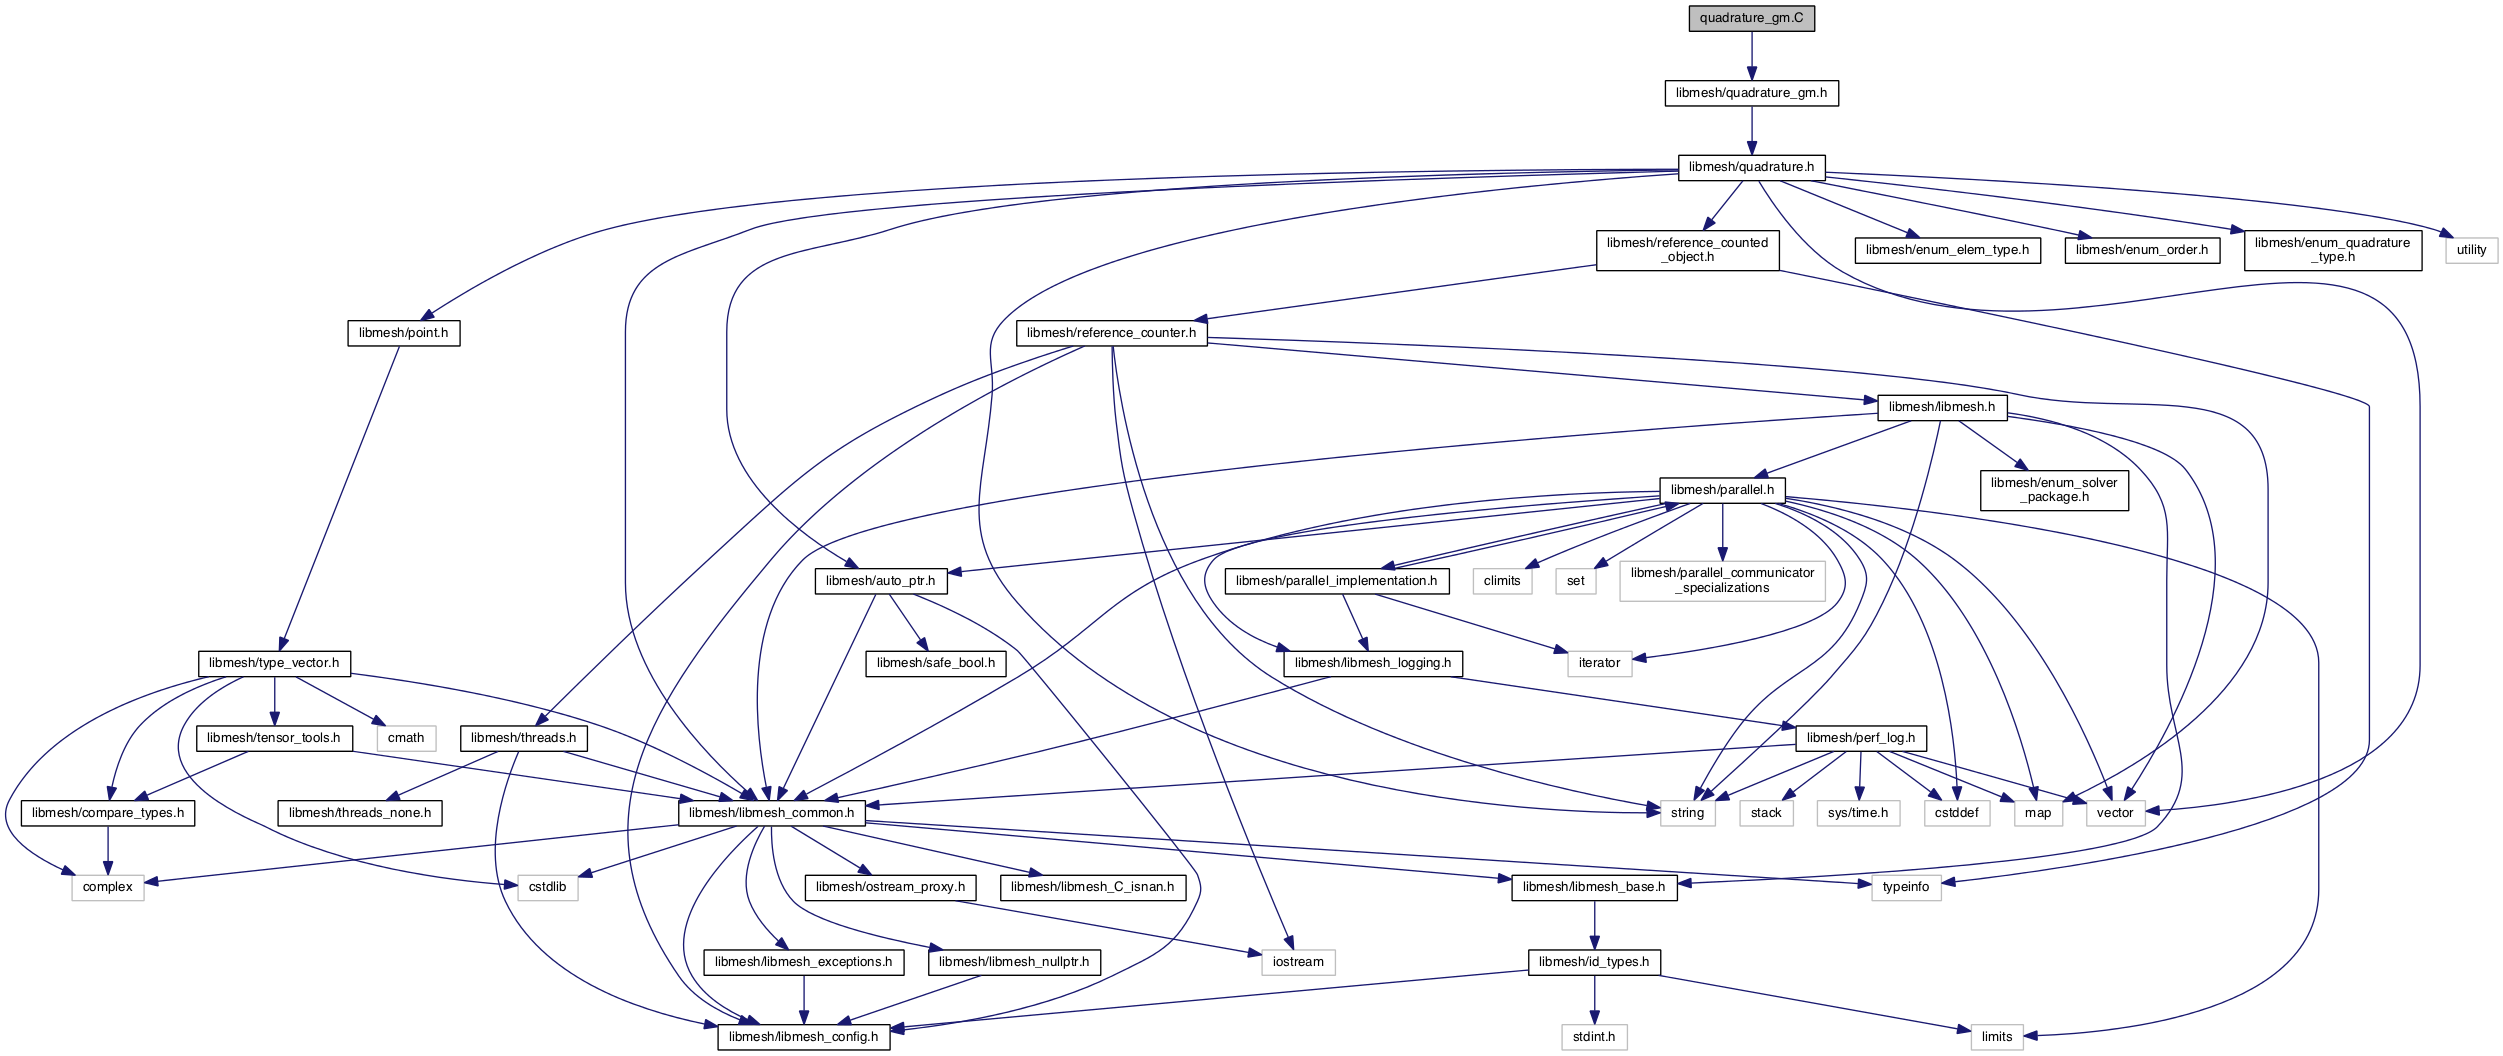 quadrature_gm.C
libmesh/quadrature_gm.h
libmesh/quadrature.h
libmesh/reference_counted
_object.h
libmesh/enum_elem_type.h
libmesh/enum_order.h
libmesh/enum_quadrature
_type.h
utility
libmesh/point.h
libmesh/reference_counter.h
libmesh/libmesh.h
libmesh/parallel.h
libmesh/enum_solver
_package.h
libmesh/auto_ptr.h
libmesh/parallel_implementation.h
climits
set
libmesh/parallel_communicator
_specializations
libmesh/type_vector.h
libmesh/safe_bool.h
libmesh/libmesh_logging.h
iterator
libmesh/tensor_tools.h
cmath
libmesh/threads.h
libmesh/perf_log.h
libmesh/compare_types.h
libmesh/threads_none.h
libmesh/libmesh_common.h
string
stack
sys/time.h
cstddef
map
vector
complex
cstdlib
libmesh/ostream_proxy.h
libmesh/libmesh_C_isnan.h
libmesh/libmesh_base.h
typeinfo
libmesh/libmesh_exceptions.h
libmesh/libmesh_nullptr.h
iostream
libmesh/id_types.h
libmesh/libmesh_config.h
stdint.h
limits